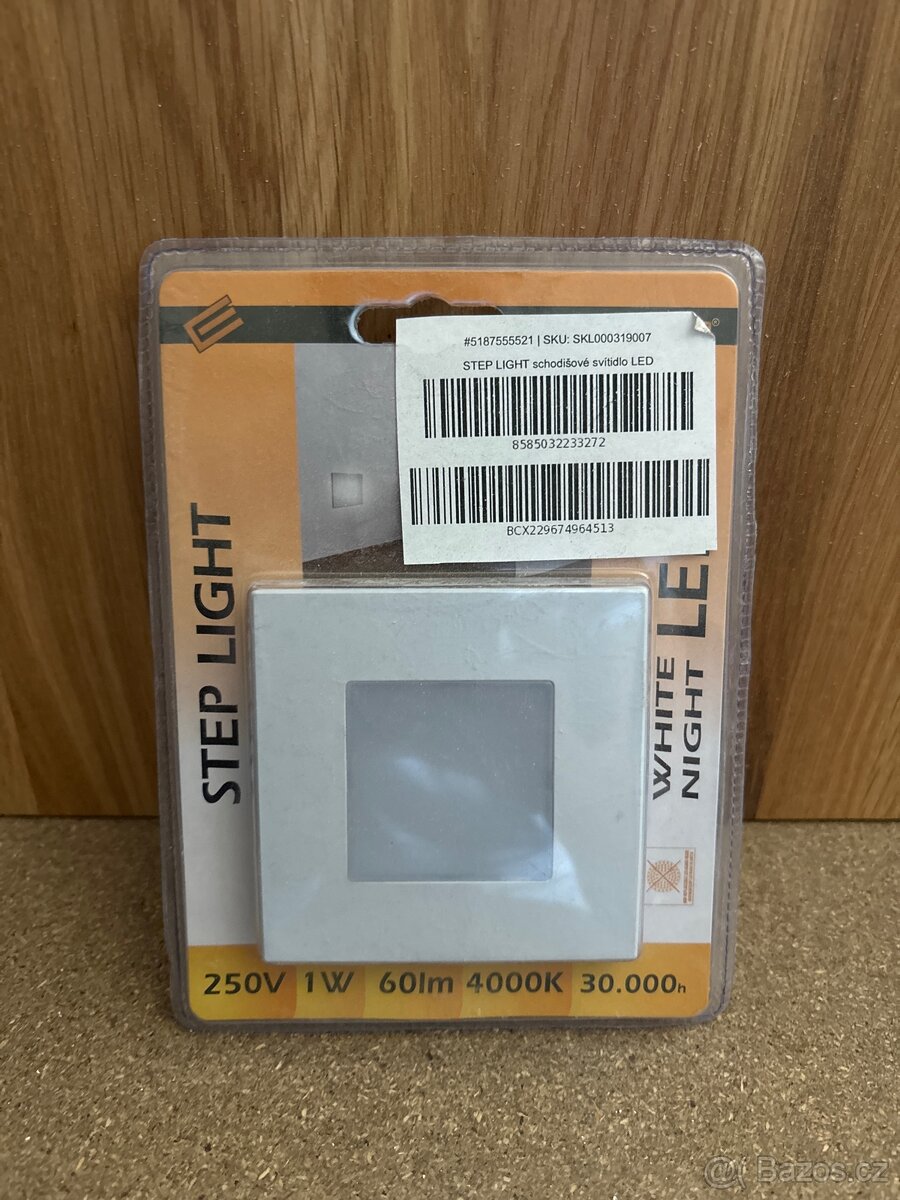 ®
#5187555521 | SKU: SKL000319007
STEP LIGHT schodišové svítidlo LED
8585032233272
BCX229674964513
STEP LIGHT
WHITE
NIGHT
LE
250V 1W 60lm 4000K 30.000h
@ Bazos.cz